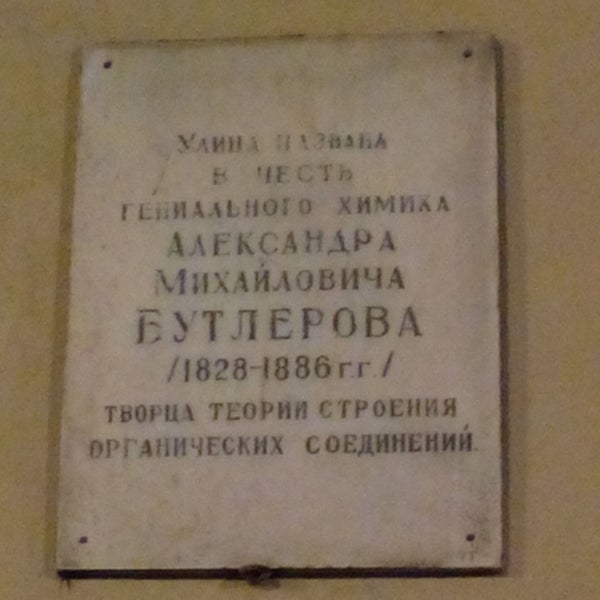 Улица названа
в честь
гениального химика
Александра
Михайловича
БУТЛЕРОВА
/1828-1886 г.г./
творца теории строения
органических соединений.